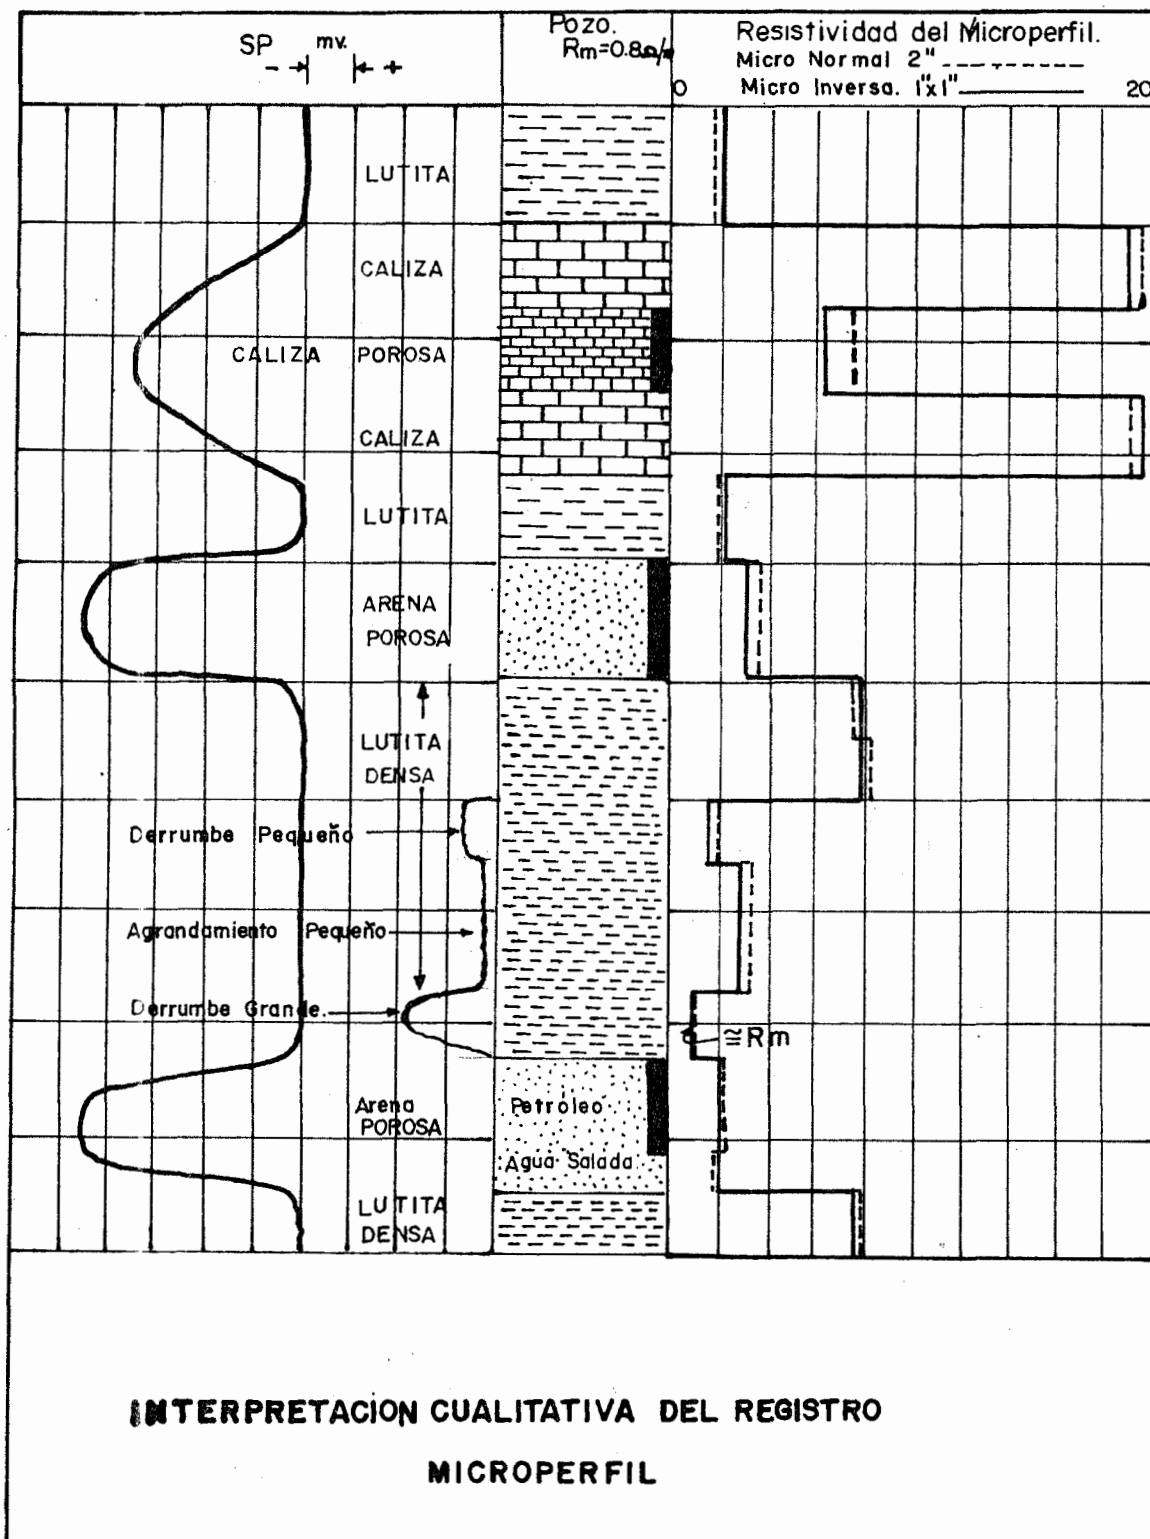 SP mv.
- +
Pozo.
Rm=0.8Ω/m
Resistividad del Microperfil.
Micro Normal 2"
Micro Inversa. 1"x1"
0 20
LUTITA
CALIZA
CALIZA POROSA
CALIZA
LUTITA
ARENA
POROSA
LUTITA
DENSA
Derrumbe Pequeño
Agrandamiento Pequeño
Derrumbe Grande.
≅Rm
Arena
POROSA
Petróleo
Agua Salada
LUTITA
DENSA
INTERPRETACION CUALITATIVA DEL REGISTRO
MICROPERFIL